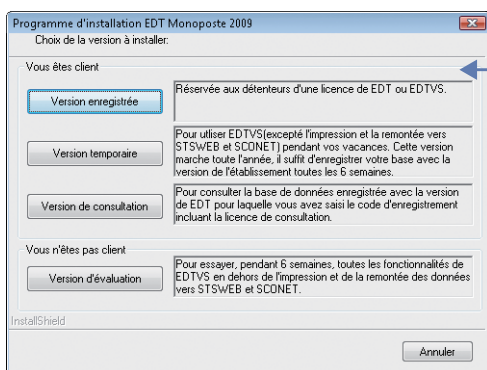 Programme d'installation EDT Monoposte 2009
Choix de la version à installer:
Vous êtes client
Version enregistrée
Réservée aux détenteurs d'une licence de EDT ou EDTVS.
Version temporaire
Pour utliser EDTVS(excepté l'impression et la remontée vers
STSWEB et SCONET) pendant vos vacances. Cette version
marche toute l'année, il suffit d'enregistrer votre base avec la
version de l'établissement toutes les 6 semaines.
Version de consultation
Pour consulter la base de données enregistrée avec la version
de EDT pour laquelle vous avez saisi le code d'enregistrement
incluant la licence de consultation.
Vous n'êtes pas client
Version d'évaluation
Pour essayer, pendant 6 semaines, toutes les fonctionnalités de
EDTVS en dehors de l'impression et de la remontée des données
vers STSWEB et SCONET.
InstallShield
Annuler